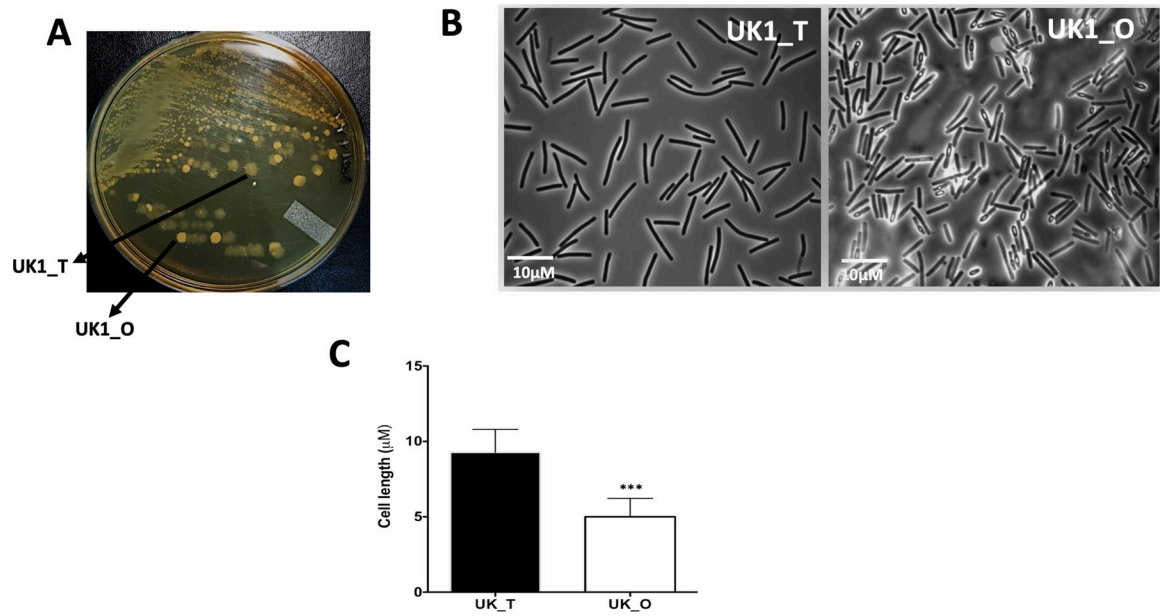 A
UK1_T
UK1_O
B
UK1_T
UK1_O
10μM
10μM
C
Cell length (μM)
15
10
5
0
***
UK_T
UK_O